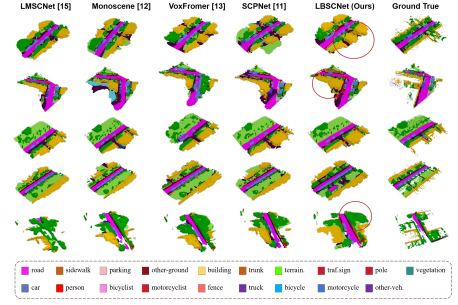 LMSCNet [15] Monoscene [12] VoxFromer [13] SCPNet [11] LBSCNet (Ours) Ground True
road sidewalk parking other-ground building trunk terrain traf.sign pole vegetation
car person bicyclist motorcyclist fence truck bicycle motorcycle other-veh.